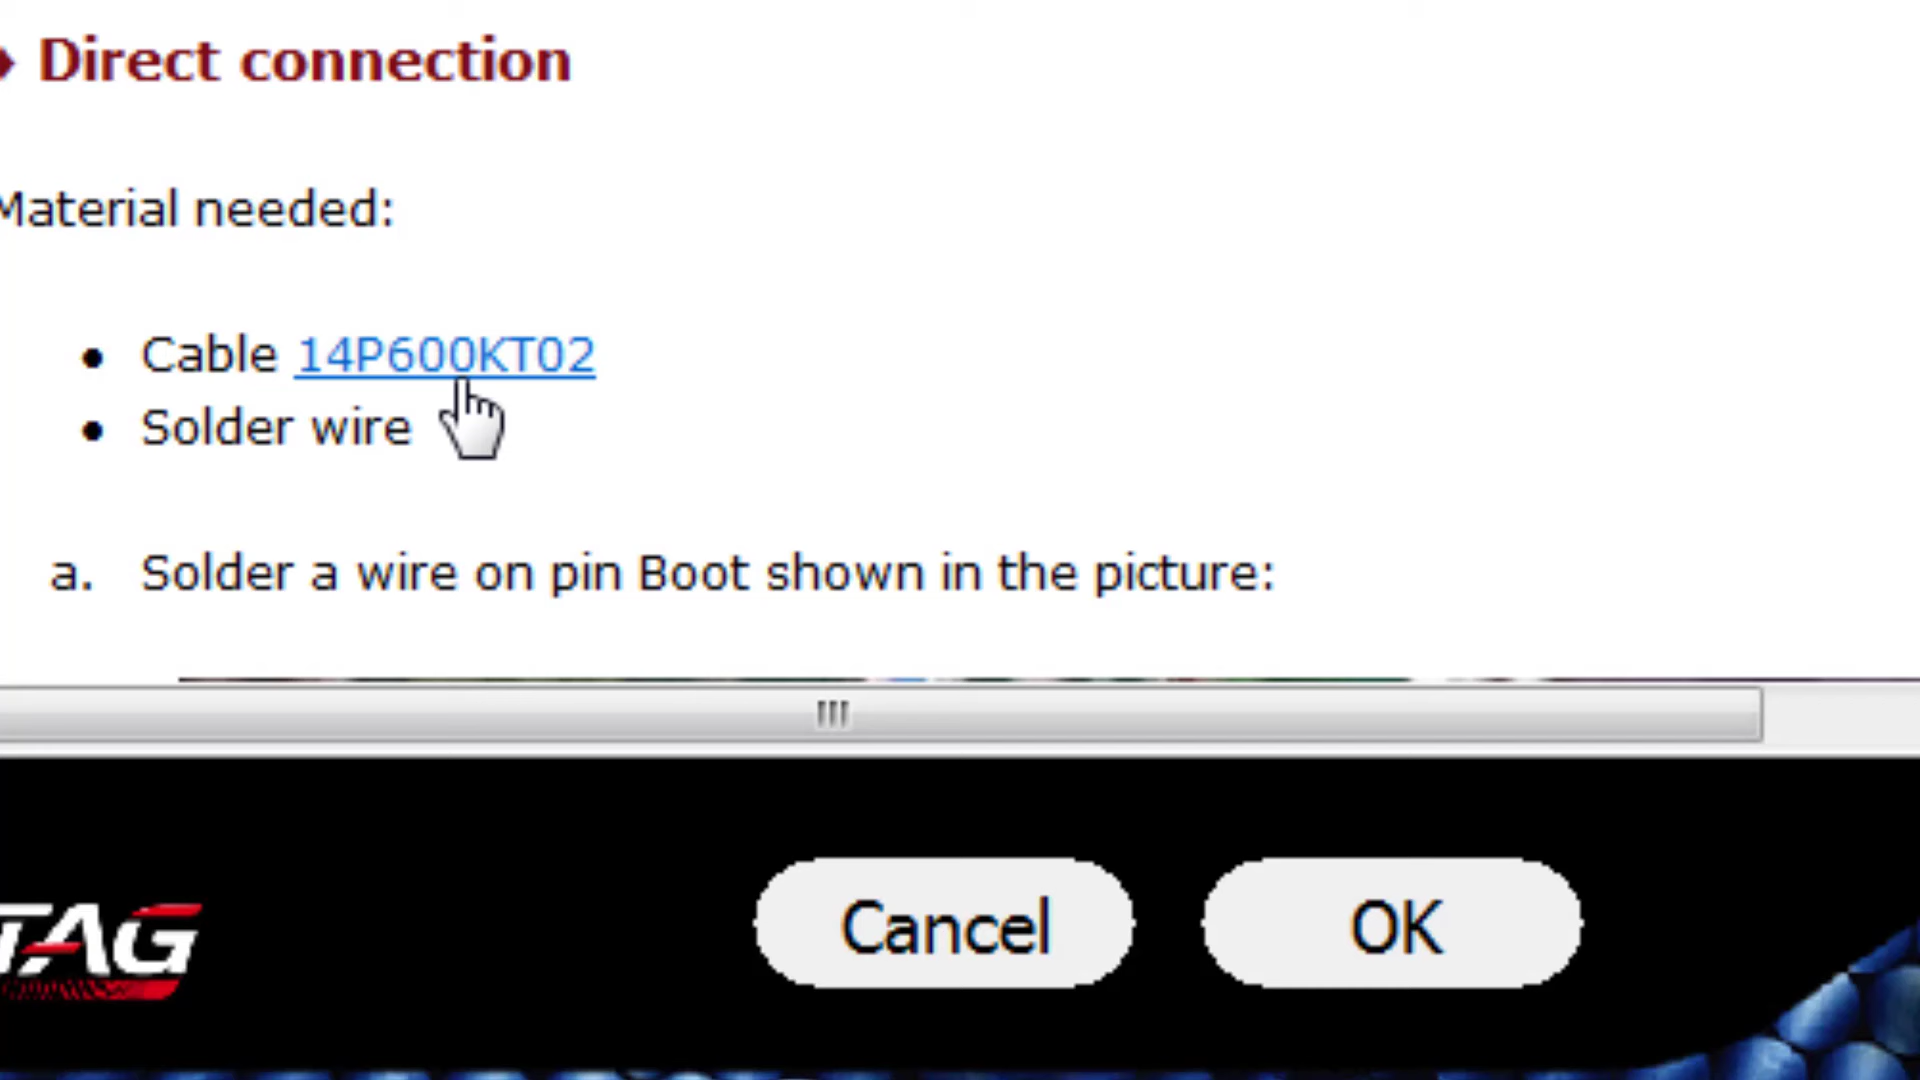 Direct connection
Material needed:
• Cable 14P600KT02
• Solder wire
a. Solder a wire on pin Boot shown in the picture:
Cancel OK
TAG